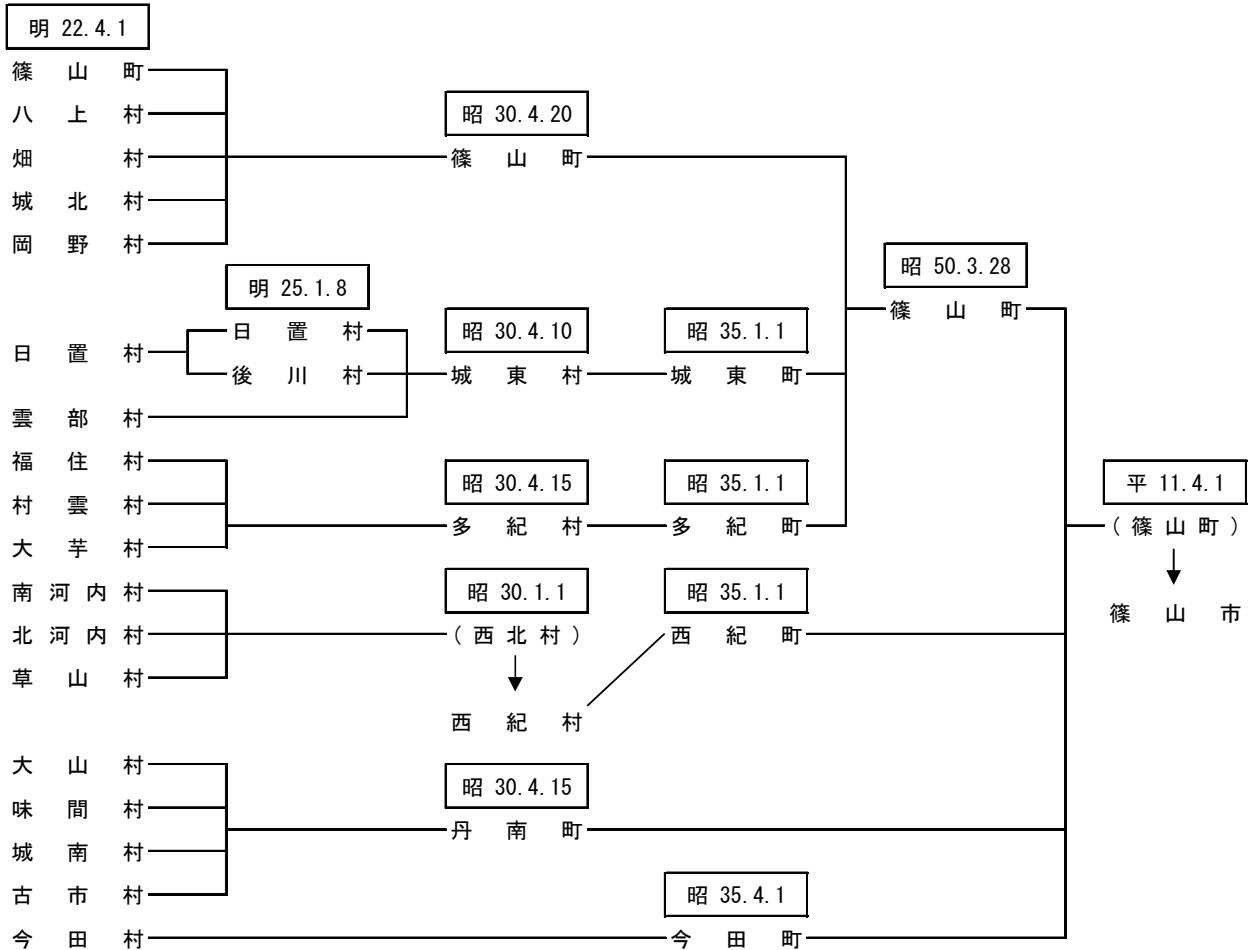 明 22.4.1
篠山町
八上村
昭 30.4.20
畑村
篠山町
城北村
岡野村
昭 50.3.28
明 25.1.8
篠山町
日置村
昭 30.4.10
昭 35.1.1
日置村
後川村
城東村
城東町
雲部村
福住村
昭 30.4.15
昭 35.1.1
平 11.4.1
村雲村
大芋村
多紀村
多紀町
(篠山町)
南河内村
昭 30.1.1
昭 35.1.1
篠山市
北河内村
(西北村)
西紀町
草山村
西紀村
大山村
昭 30.4.15
味間村
丹南町
城南村
古市村
昭 35.4.1
今田村
今田町